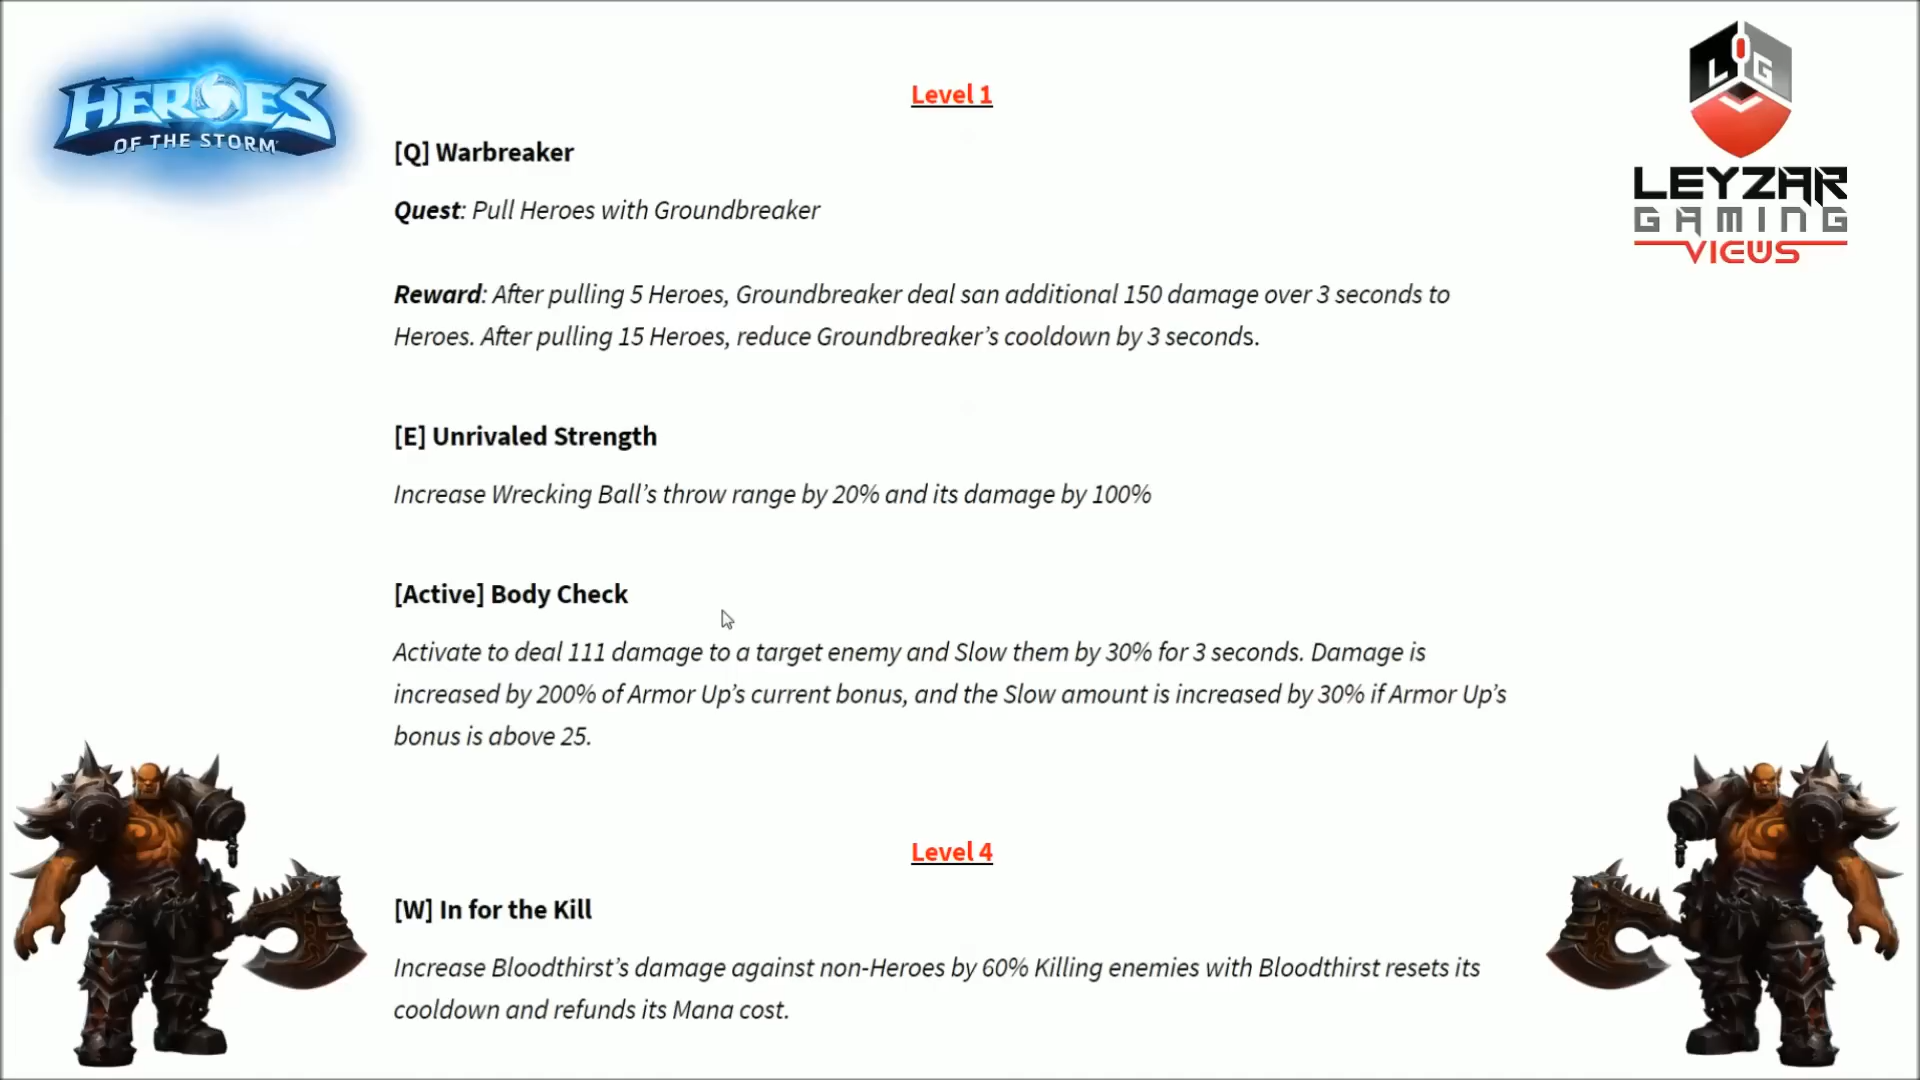 HEROES
OF THE STORM
L G
LEYZAR
GAMING
VIEWS
Level 1
[Q] Warbreaker
Quest: Pull Heroes with Groundbreaker
Reward: After pulling 5 Heroes, Groundbreaker deal san additional 150 damage over 3 seconds to
Heroes. After pulling 15 Heroes, reduce Groundbreaker’s cooldown by 3 seconds.
[E] Unrivaled Strength
Increase Wrecking Ball’s throw range by 20% and its damage by 100%
[Active] Body Check
Activate to deal 111 damage to a target enemy and Slow them by 30% for 3 seconds. Damage is
increased by 200% of Armor Up’s current bonus, and the Slow amount is increased by 30% if Armor Up’s
bonus is above 25.
Level 4
[W] In for the Kill
Increase Bloodthirst’s damage against non-Heroes by 60% Killing enemies with Bloodthirst resets its
cooldown and refunds its Mana cost.